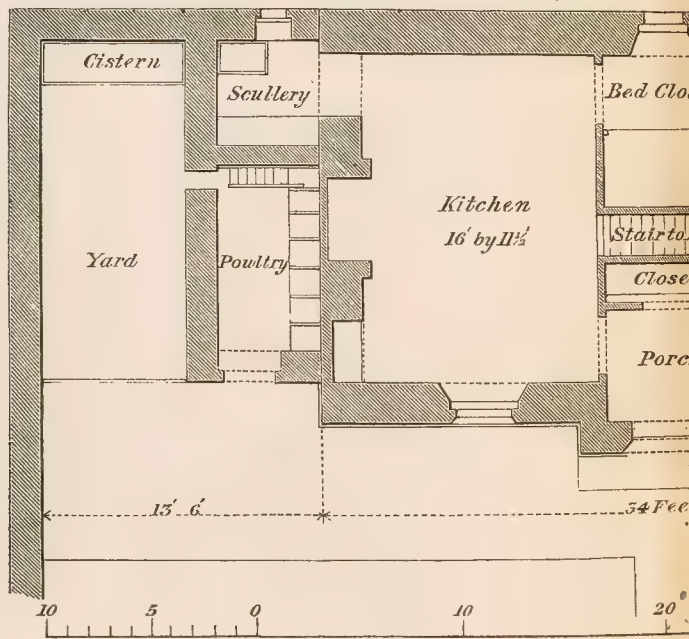 Cistern
Scullery
Bed Clo
Kitchen
16' by 11½'
Stairto
Yard
Poultry
Close
Porc
13' 6'
34 Fee
10 5 0 10 20